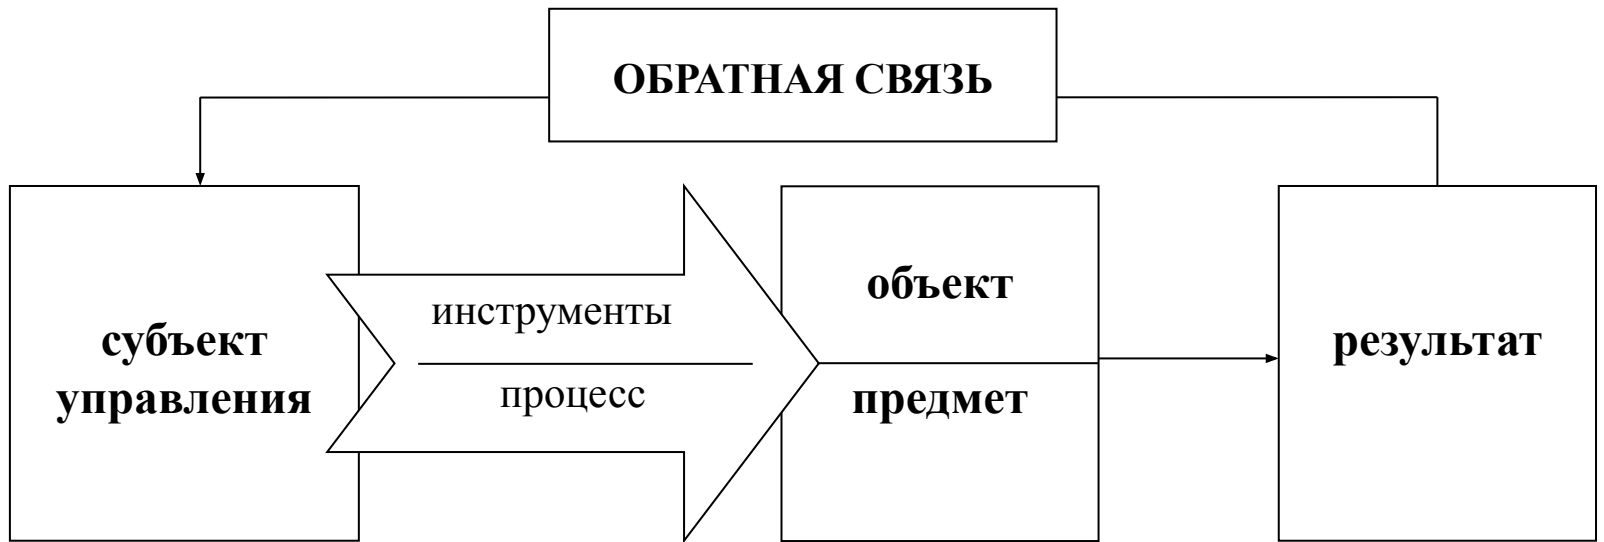 ОБРАТНАЯ СВЯЗЬ
субъект
управления
инструменты
процесс
объект
предмет
результат